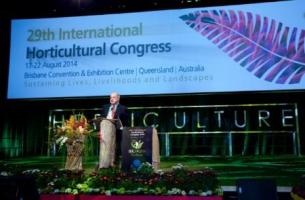 29th International
Horticultural Congress
17-22 August 2014
Brisbane Convention & Exhibition Centre | Queensland | Australia
Sustaining Lives, Livelihoods and Landscapes
H TICULTURE